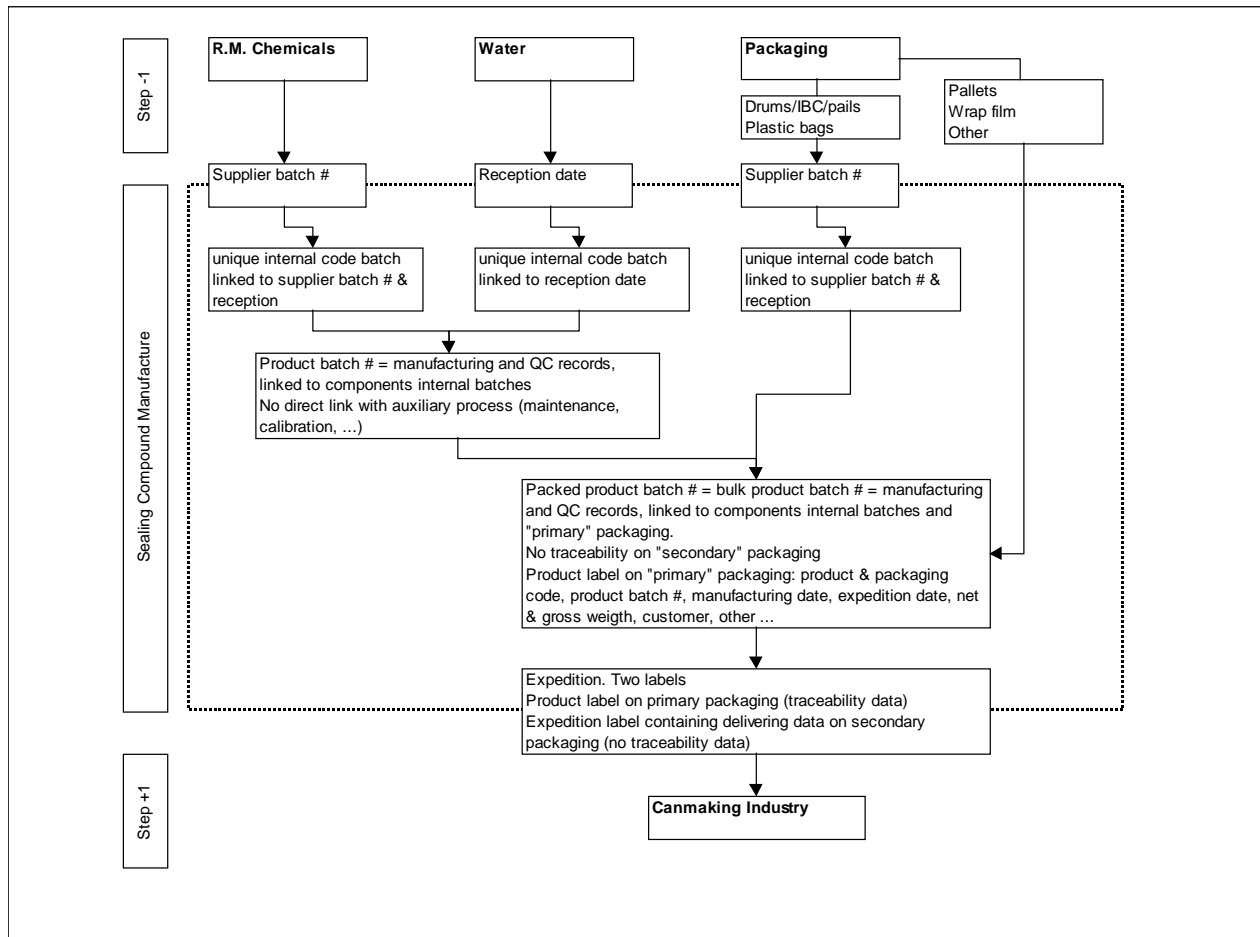 Step -1
R.M. Chemicals
Water
Packaging
Drums/IBC/pails
Plastic bags
Pallets
Wrap film
Other
Sealing Compound Manufacture
Supplier batch #
Reception date
Supplier batch #
unique internal code batch
linked to supplier batch # &
reception
unique internal code batch
linked to reception date
unique internal code batch
linked to supplier batch # &
reception
Product batch # = manufacturing and QC records,
linked to components internal batches
No direct link with auxiliary process (maintenance,
calibration, ...)
Packed product batch # = bulk product batch # = manufacturing
and QC records, linked to components internal batches and
"primary" packaging.
No traceability on "secondary" packaging
Product label on "primary" packaging: product & packaging
code, product batch #, manufacturing date, expedition date, net
& gross weigth, customer, other ...
Expedition. Two labels
Product label on primary packaging (traceability data)
Expedition label containing delivering data on secondary
packaging (no traceability data)
Step +1
Canmaking Industry